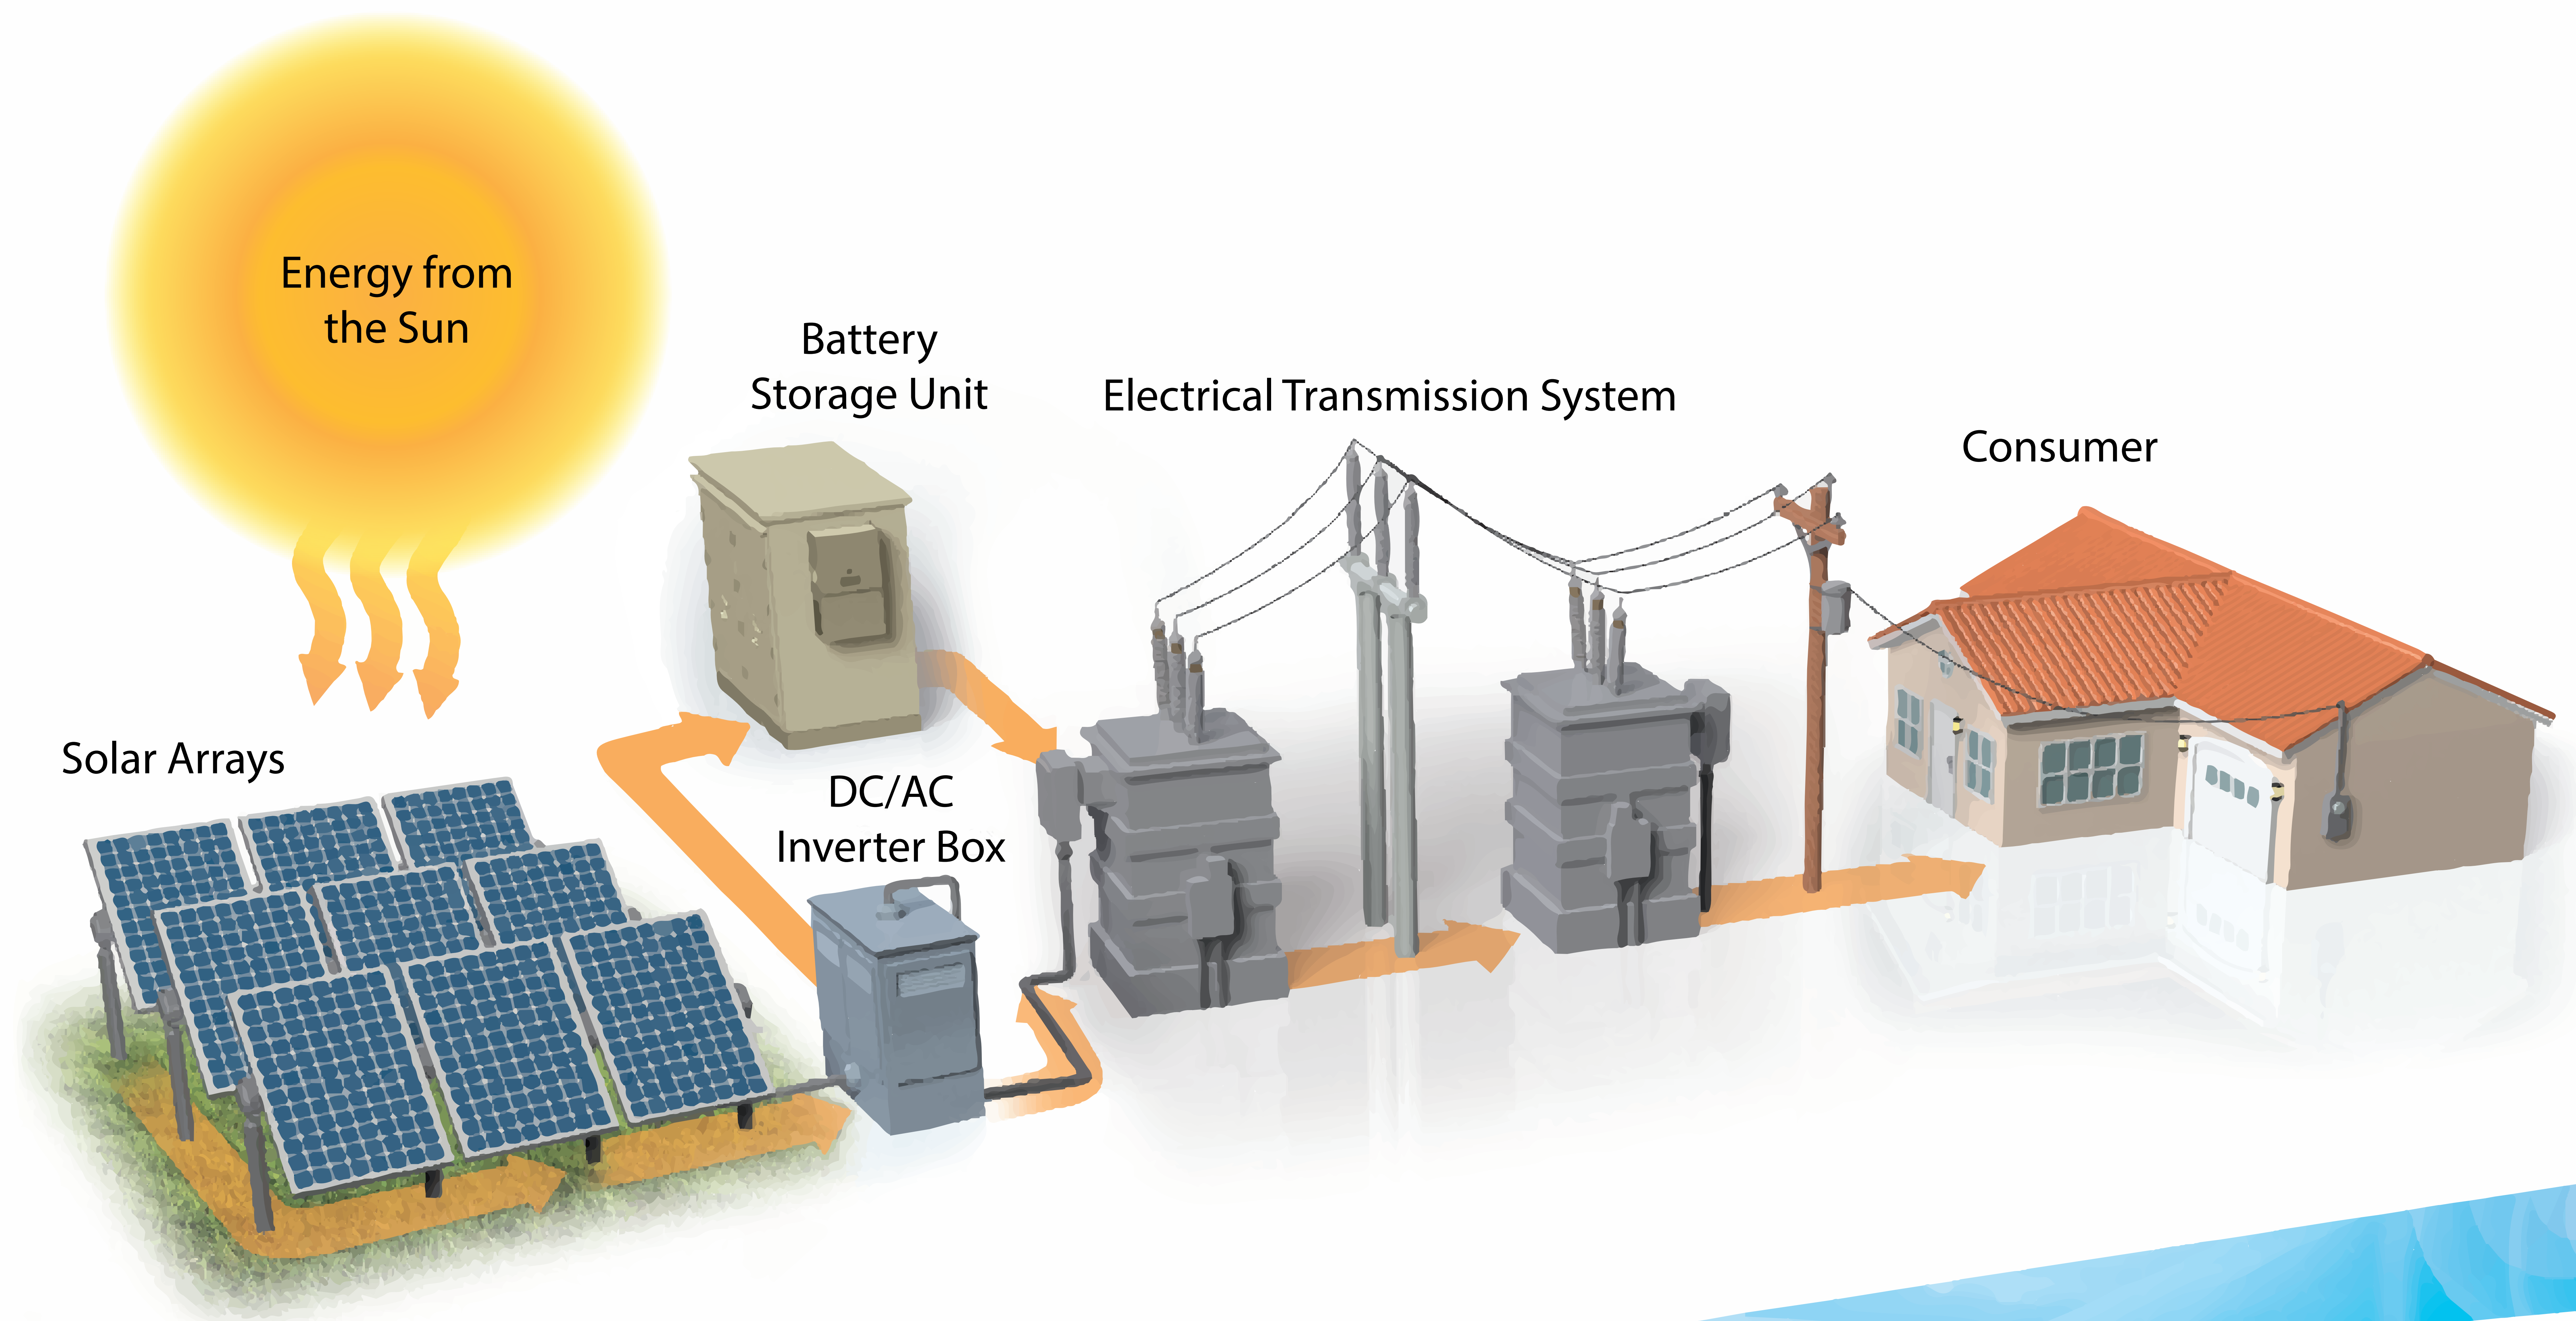 Energy from
the Sun
Battery
Storage Unit
Electrical Transmission System
Consumer
Solar Arrays
DC/AC
Inverter Box